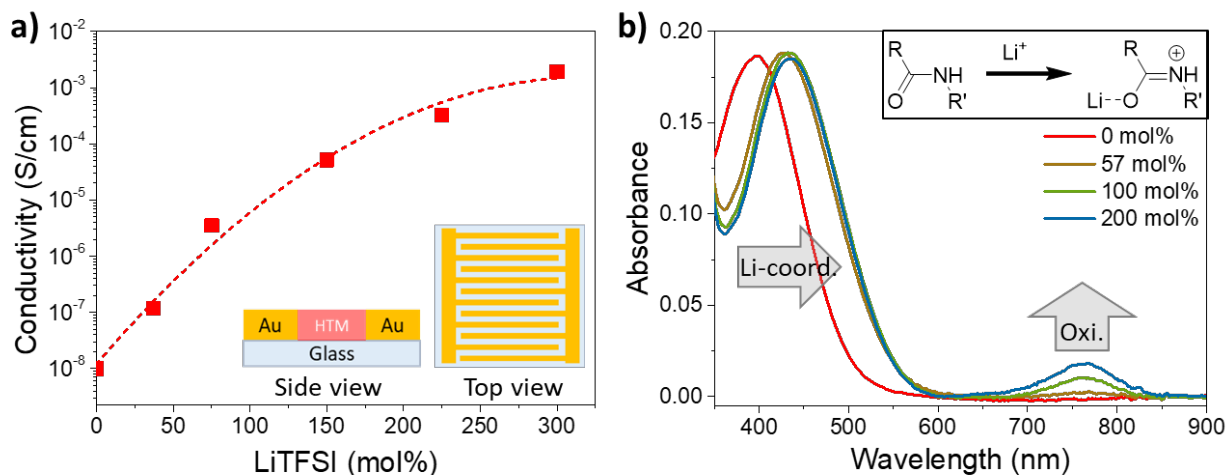 a)
Conductivity (S/cm)
10⁻²
10⁻³
10⁻⁴
10⁻⁵
10⁻⁶
10⁻⁷
10⁻⁸
Au
HTM
Au
Glass
Side view
Top view
0
50
100
150
200
250
300
LiTFSI (mol%)
b)
Absorbance
0.20
0.15
0.10
0.05
0.00
R
NH
O
R'
Li⁺
R
⊕
NH
Li--O
R'
0 mol%
57 mol%
100 mol%
200 mol%
Li-coord.
Oxi.
400
500
600
700
800
900
Wavelength (nm)